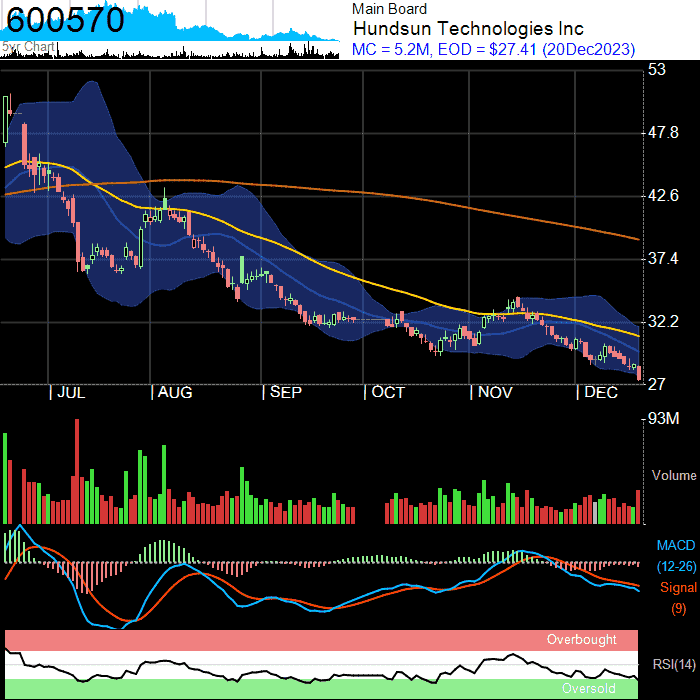 600570
5yr Chart
Main Board
Hundsun Technologies Inc
MC = 5.2M, EOD = $27.41 (20Dec2023)
53
47.8
42.6
37.4
32.2
27
| JUL | AUG | SEP | OCT | NOV | DEC
93M
Volume
MACD
(12-26)
Signal
(9)
Overbought
RSI(14)
Oversold